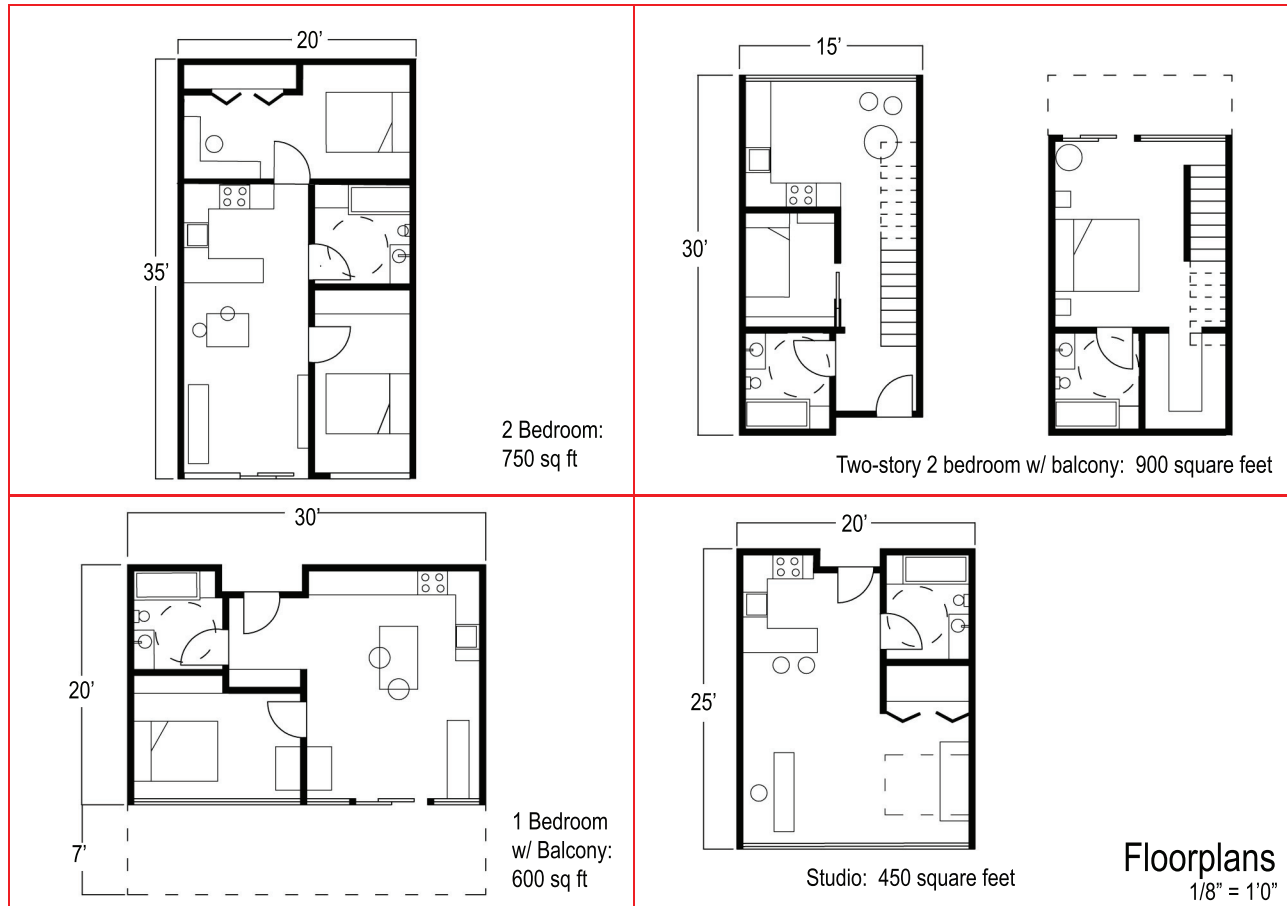 20’
35’
2 Bedroom:
750 sq ft
15’
30’
Two-story 2 bedroom w/ balcony:  900 square feet
30’
20’
7’
1 Bedroom
w/ Balcony:
600 sq ft
20’
25’
Studio:  450 square feet
Floorplans
1/8” = 1’0”